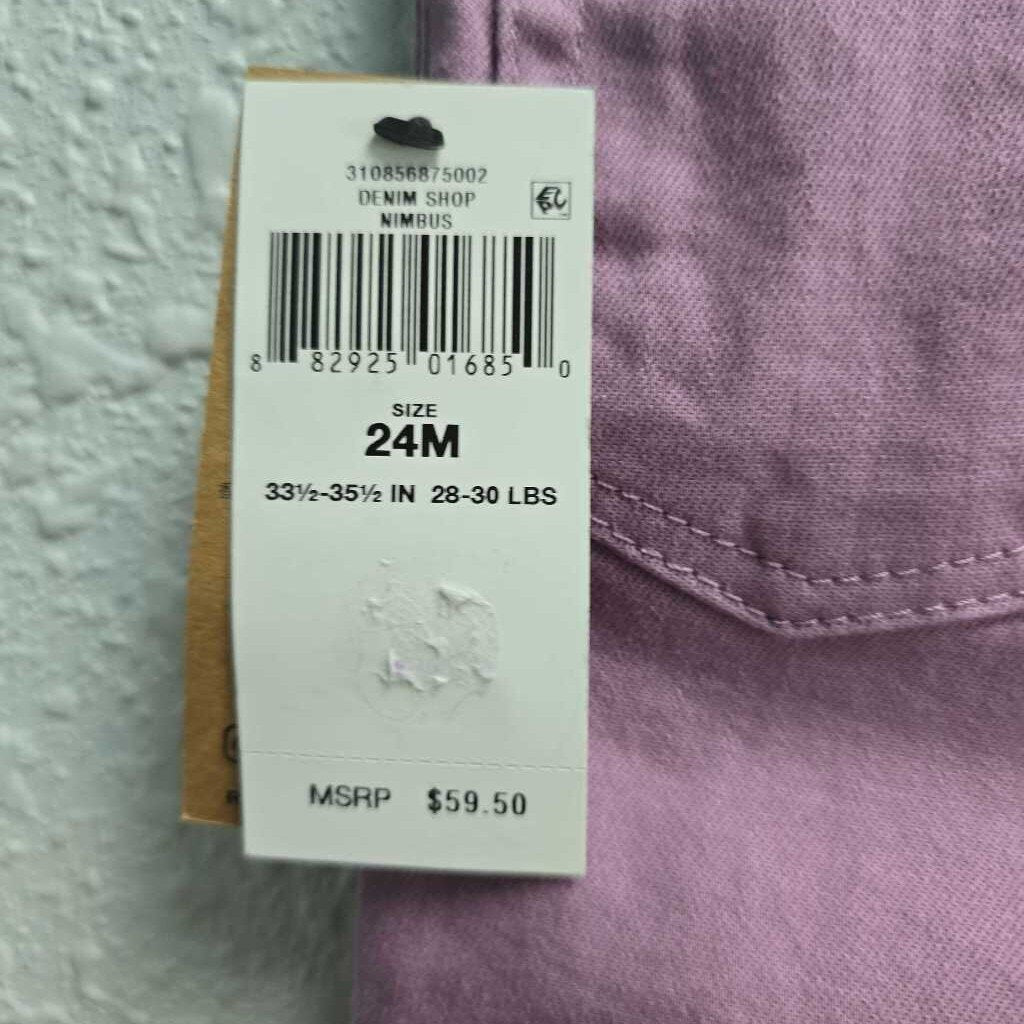 310856875002
DENIM SHOP
NIMBUS
8 82925 01685 0
SIZE
24M
33½-35½ IN 28-30 LBS
MSRP $59.50